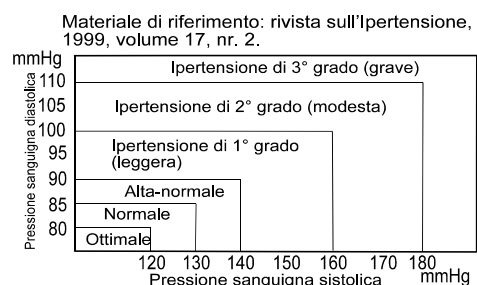 Materiale di riferimento: rivista sull'Ipertensione,
1999, volume 17, nr. 2.
mmHg
Pressione sanguigna diastolica
110
105
100
95
90
85
80
Ipertensione di 3° grado (grave)
Ipertensione di 2° grado (modesta)
Ipertensione di 1° grado
(leggera)
Alta-normale
Normale
Ottimale
120 130 140 150 160 170 180
Pressione sanguigna sistolica mmHg